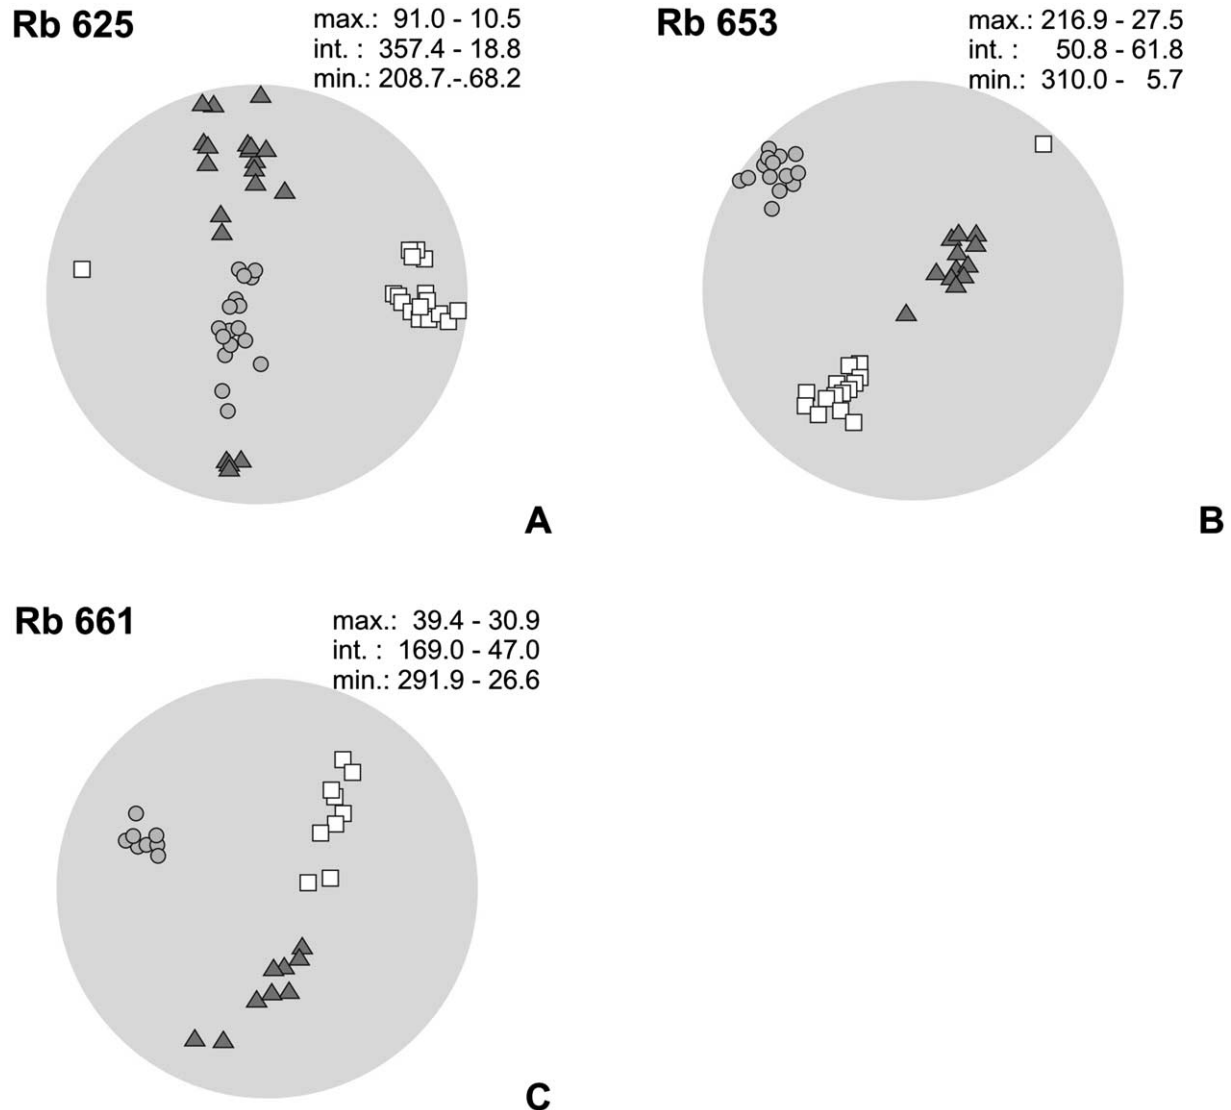 Rb 625
max.: 91.0 - 10.5
int. : 357.4 - 18.8
min.: 208.7.-.68.2
A
Rb 653
max.: 216.9 - 27.5
int. : 50.8 - 61.8
min.: 310.0 - 5.7
B
Rb 661
max.: 39.4 - 30.9
int. : 169.0 - 47.0
min.: 291.9 - 26.6
C